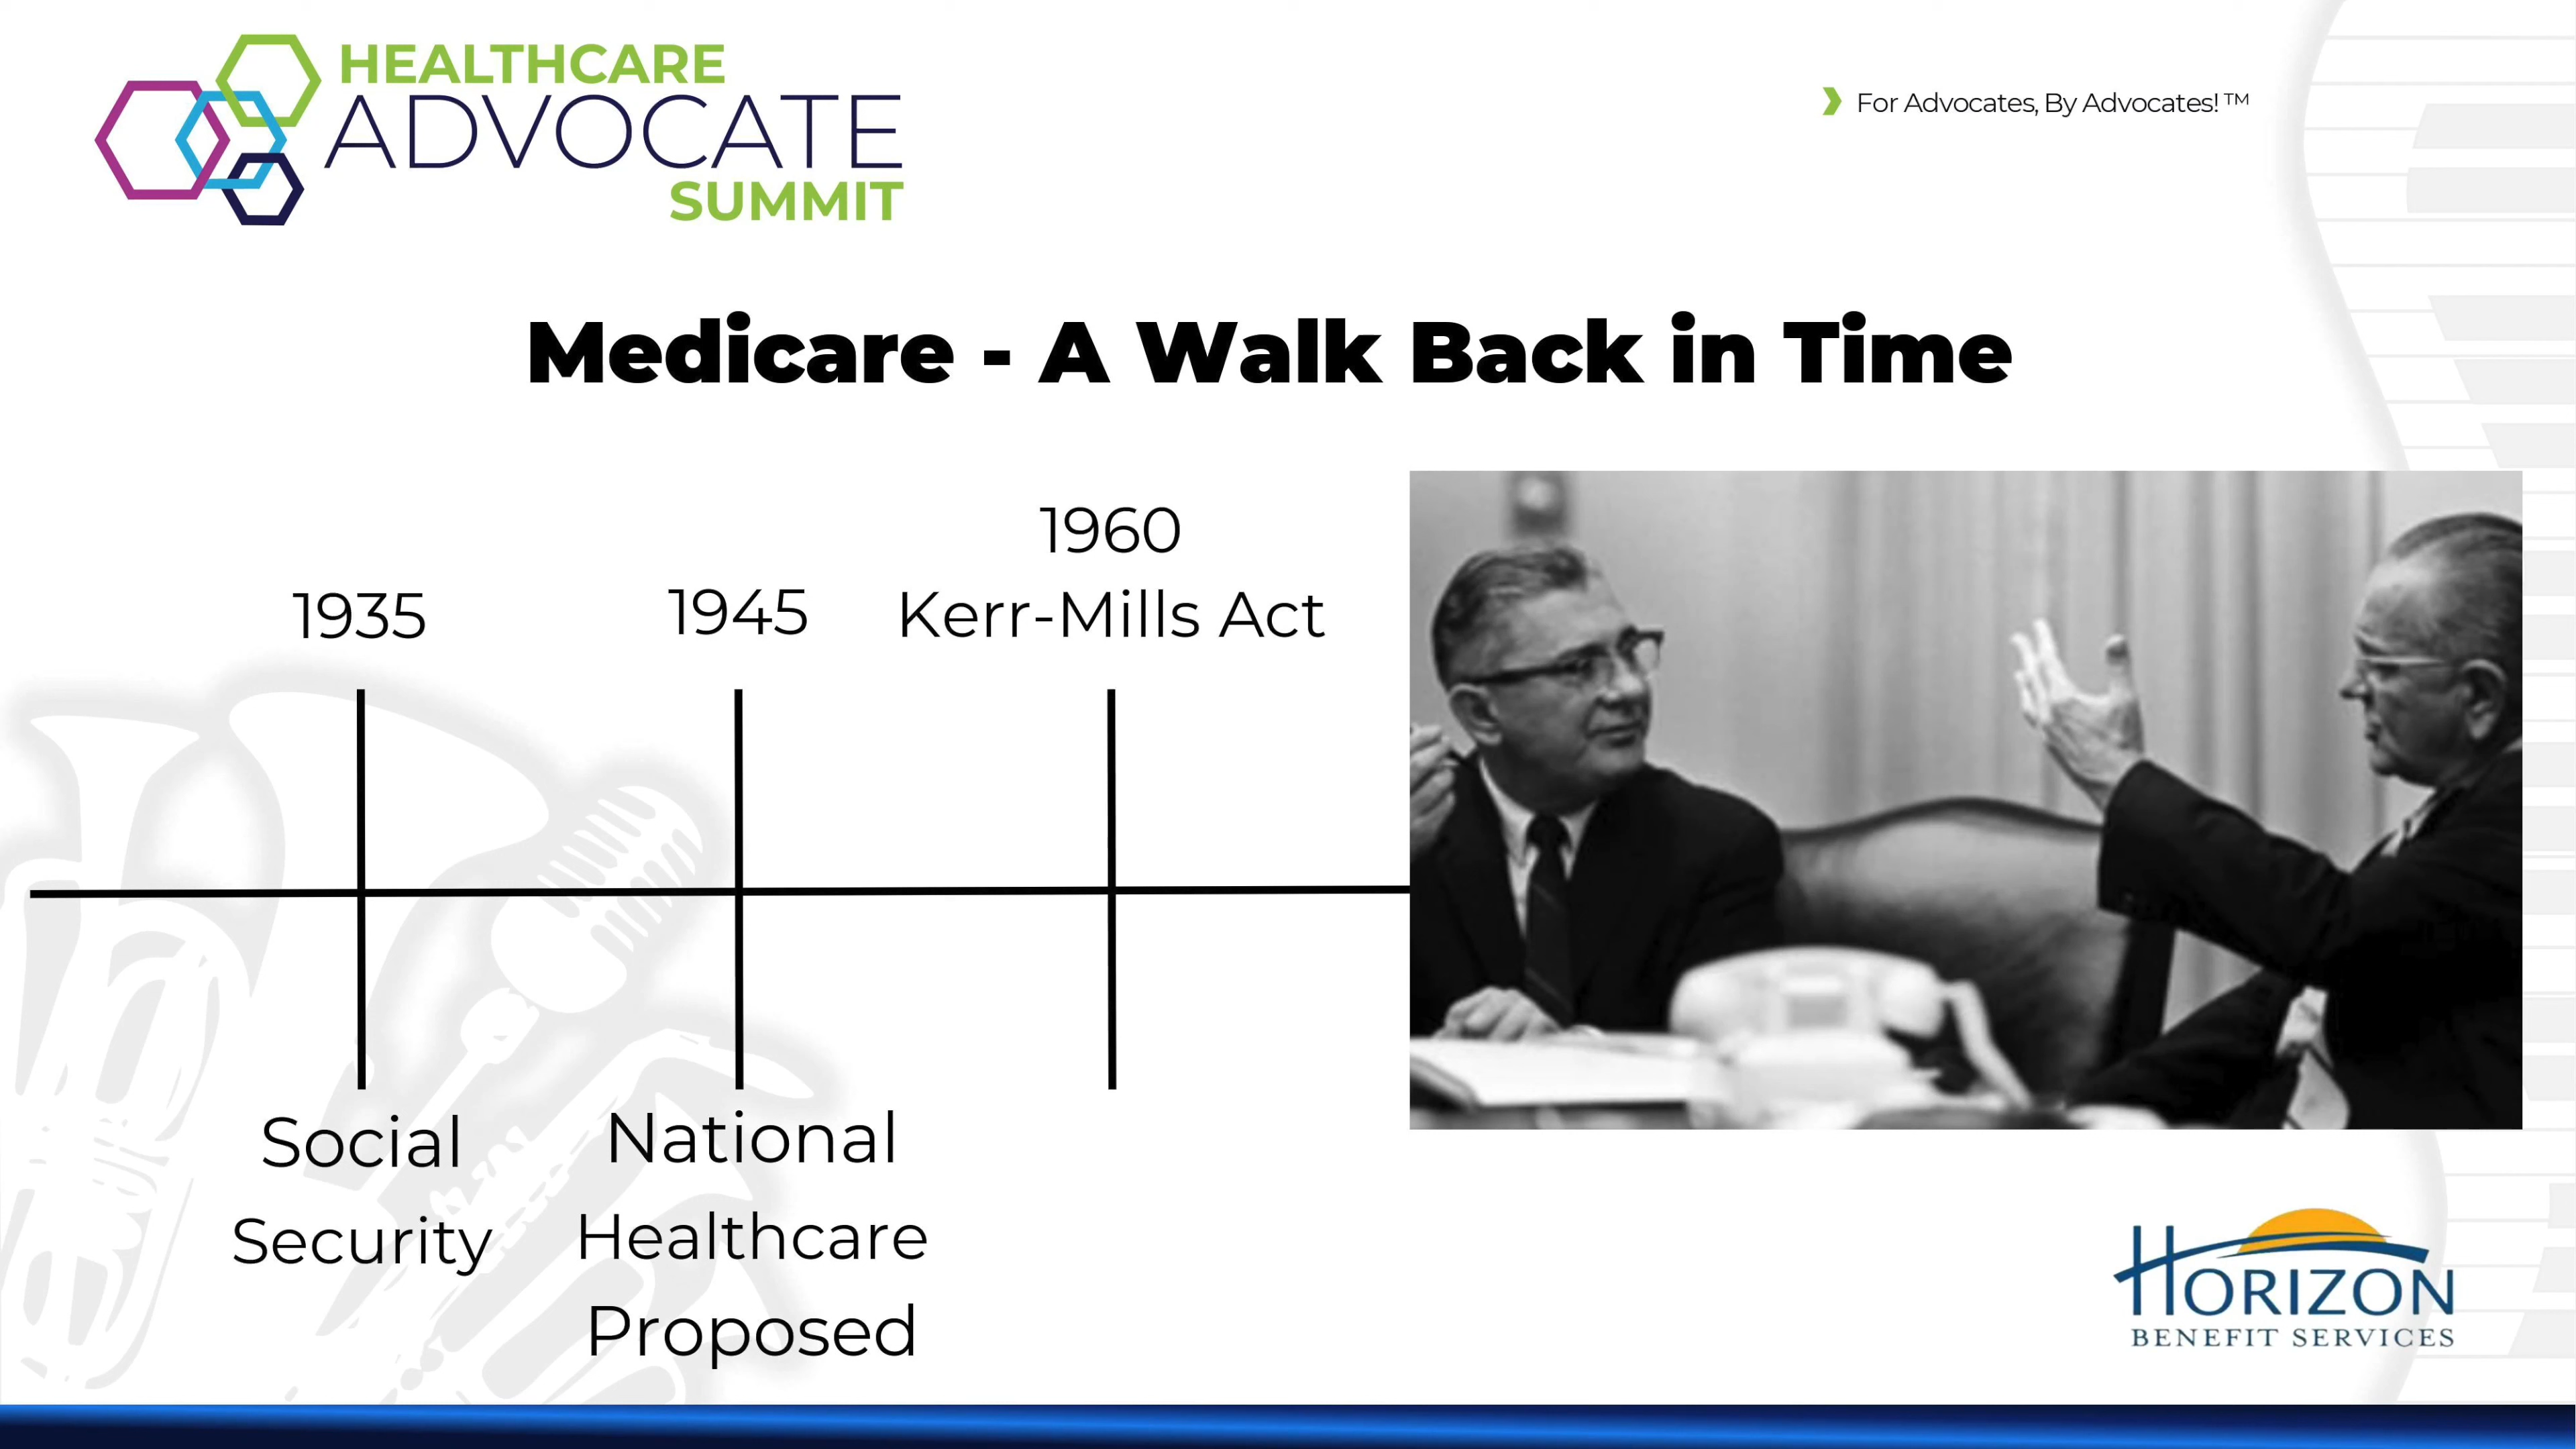 HEALTHCARE
ADVOCATE
SUMMIT
For Advocates, By Advocates!™
Medicare - A Walk Back in Time
1935
1945
1960
Kerr-Mills Act
Social
Security
National
Healthcare
Proposed
HORIZON
BENEFIT SERVICES